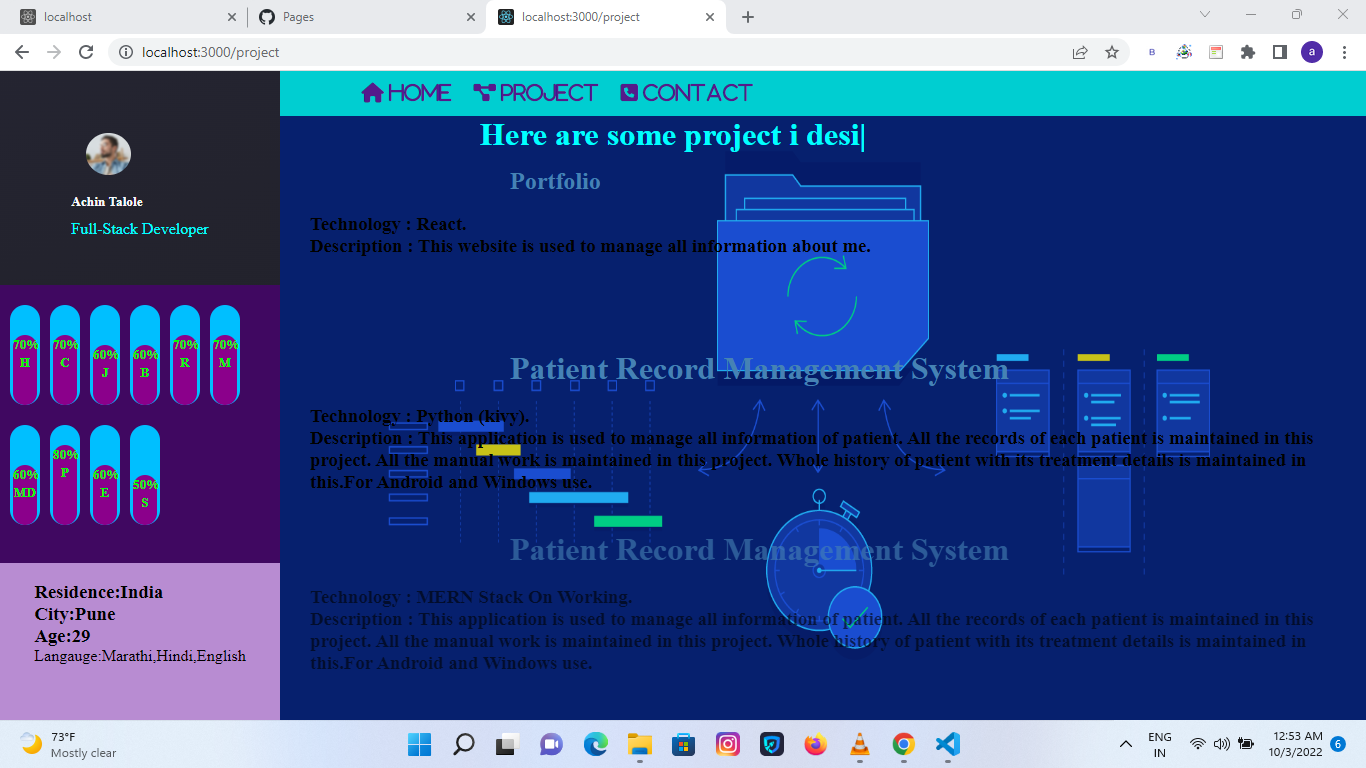 localhost
Pages
localhost:3000/project
localhost:3000/project
B
a
HOME PROJECT CONTACT
Here are some project i desi|
Achin Talole
Full-Stack Developer
70% 70% 60% 60% 70% 70%
H C J B R M
60% 80% 60% 50%
MD P E S
Residence:India
City:Pune
Age:29
Langauge:Marathi,Hindi,English
Portfolio
Technology : React.
Description : This website is used to manage all information about me.
Patient Record Management System
Technology : Python (kivy).
Description : This application is used to manage all information of patient. All the records of each patient is maintained in this
project. All the manual work is maintained in this project. Whole history of patient with its treatment details is maintained in
this.For Android and Windows use.
Patient Record Management System
Technology : MERN Stack On Working.
Description : This application is used to manage all information of patient. All the records of each patient is maintained in this
project. All the manual work is maintained in this project. Whole history of patient with its treatment details is maintained in
this.For Android and Windows use.
73°F
Mostly clear
ENG
IN
12:53 AM
10/3/2022
6